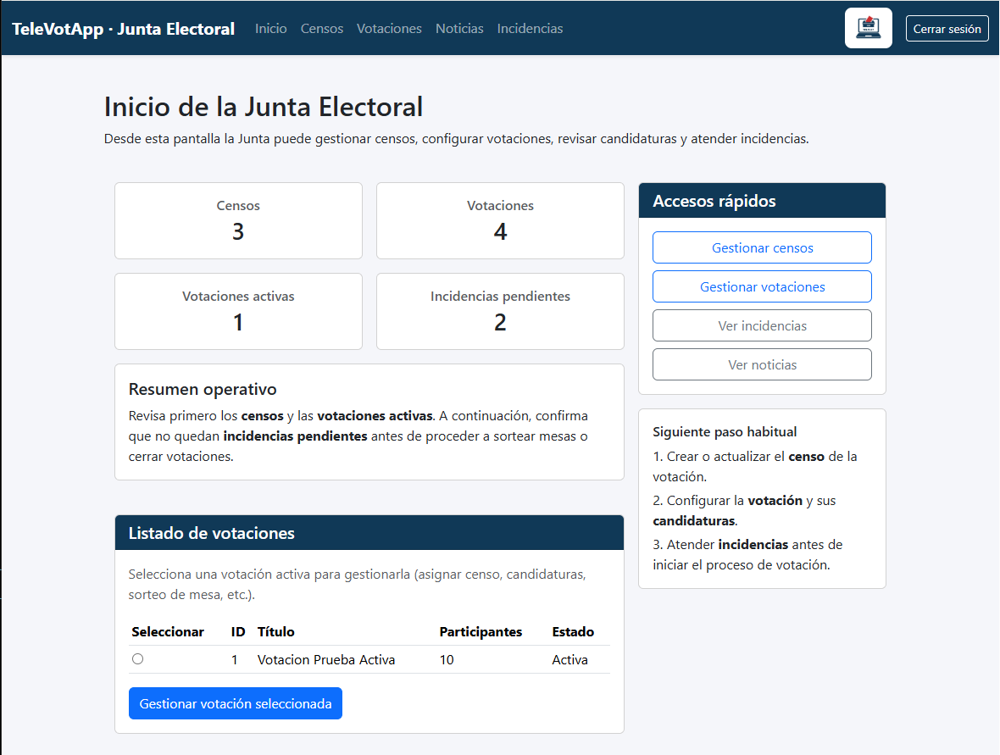 TeleVotApp · Junta Electoral
Inicio
Censos
Votaciones
Noticias
Incidencias
Cerrar sesión
Inicio de la Junta Electoral
Desde esta pantalla la Junta puede gestionar censos, configurar votaciones, revisar candidaturas y atender incidencias.
Censos
3
Votaciones
4
Votaciones activas
1
Incidencias pendientes
2
Resumen operativo
Revisa primero los censos y las votaciones activas. A continuación, confirma
que no quedan incidencias pendientes antes de proceder a sortear mesas o
cerrar votaciones.
Listado de votaciones
Selecciona una votación activa para gestionarla (asignar censo, candidaturas,
sorteo de mesa, etc.).
Seleccionar ID Título Participantes Estado
1 Votacion Prueba Activa 10 Activa
Gestionar votación seleccionada
Accesos rápidos
Gestionar censos
Gestionar votaciones
Ver incidencias
Ver noticias
Siguiente paso habitual
1. Crear o actualizar el censo de la
votación.
2. Configurar la votación y sus
candidaturas.
3. Atender incidencias antes de
iniciar el proceso de votación.